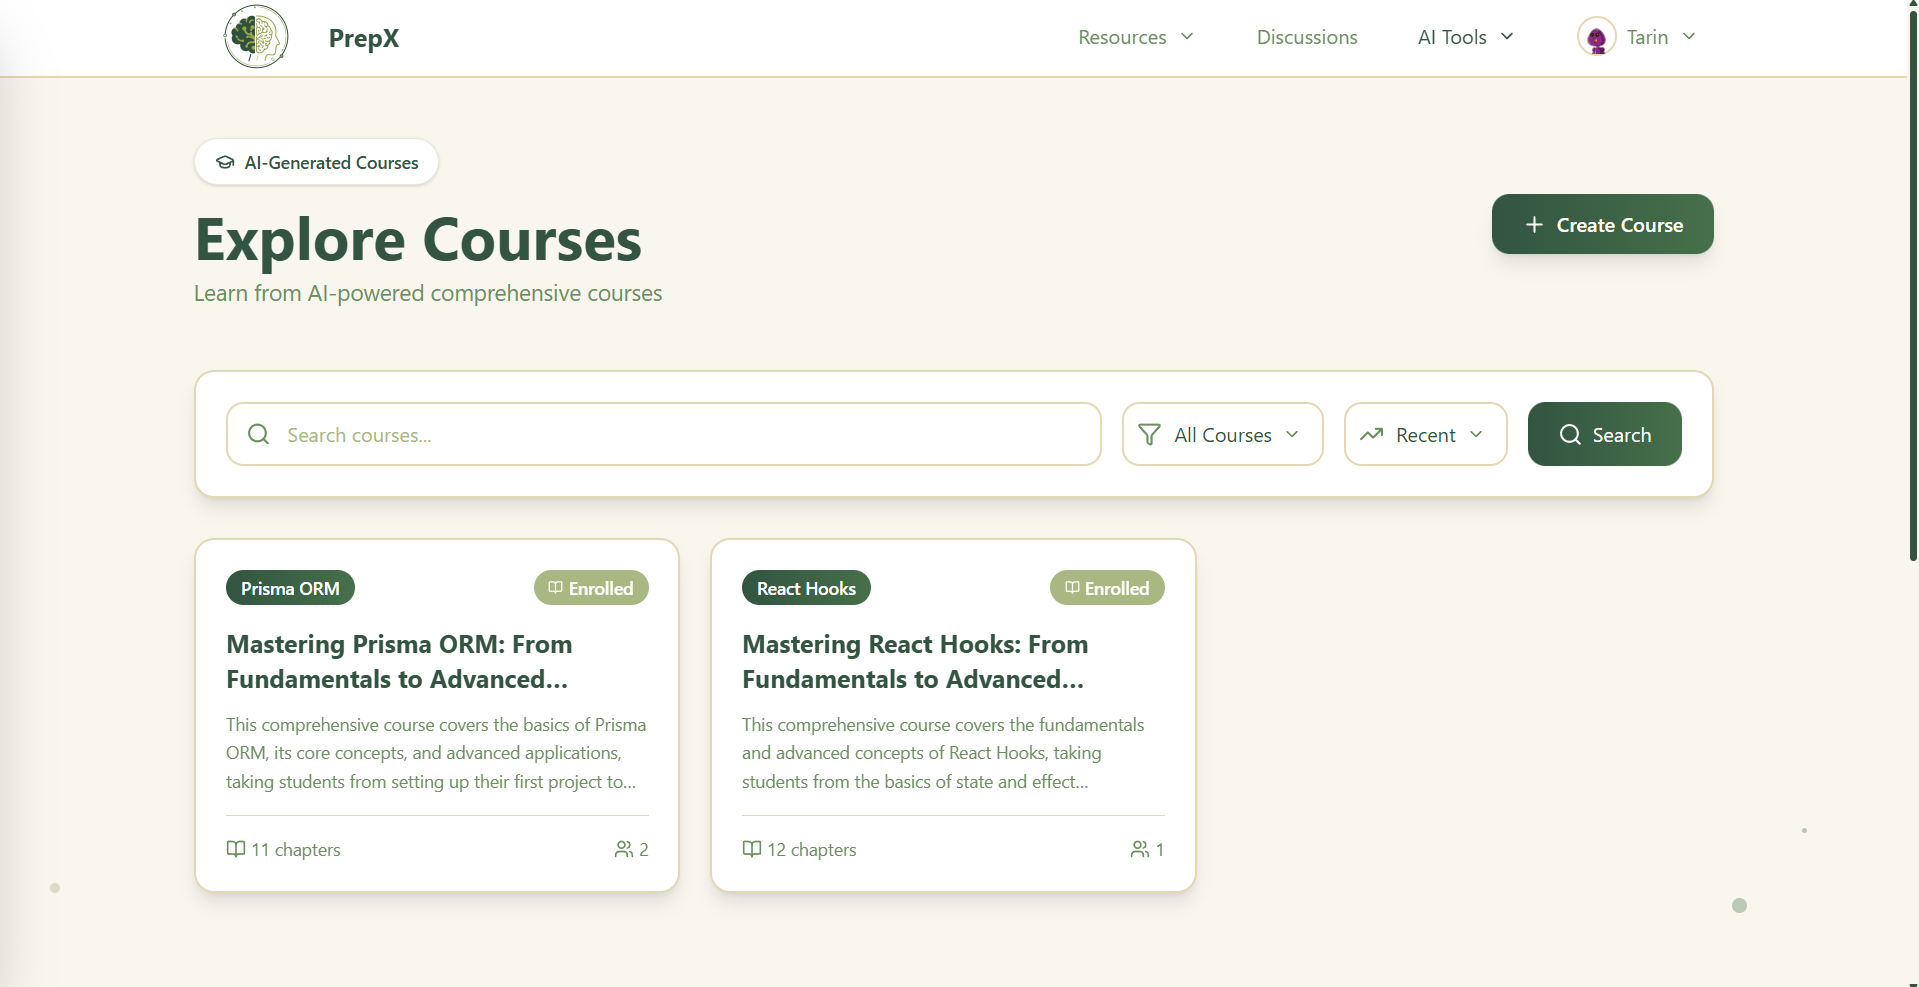 PrepX
Resources
Discussions
AI Tools
Tarin
AI-Generated Courses
Explore Courses
Learn from AI-powered comprehensive courses
Create Course
Search courses...
All Courses
Recent
Search
Prisma ORM
Enrolled
Mastering Prisma ORM: From
Fundamentals to Advanced...
This comprehensive course covers the basics of Prisma
ORM, its core concepts, and advanced applications,
taking students from setting up their first project to...
11 chapters
2
React Hooks
Enrolled
Mastering React Hooks: From
Fundamentals to Advanced...
This comprehensive course covers the fundamentals
and advanced concepts of React Hooks, taking
students from the basics of state and effect...
12 chapters
1